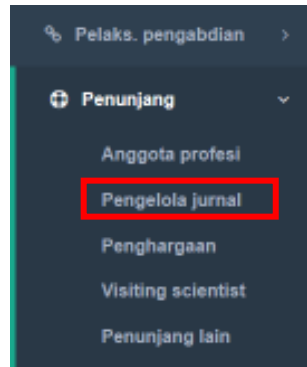 Pelaks. pengabdian
Penunjang
Anggota profesi
Pengelola jurnal
Penghargaan
Visiting scientist
Penunjang lain